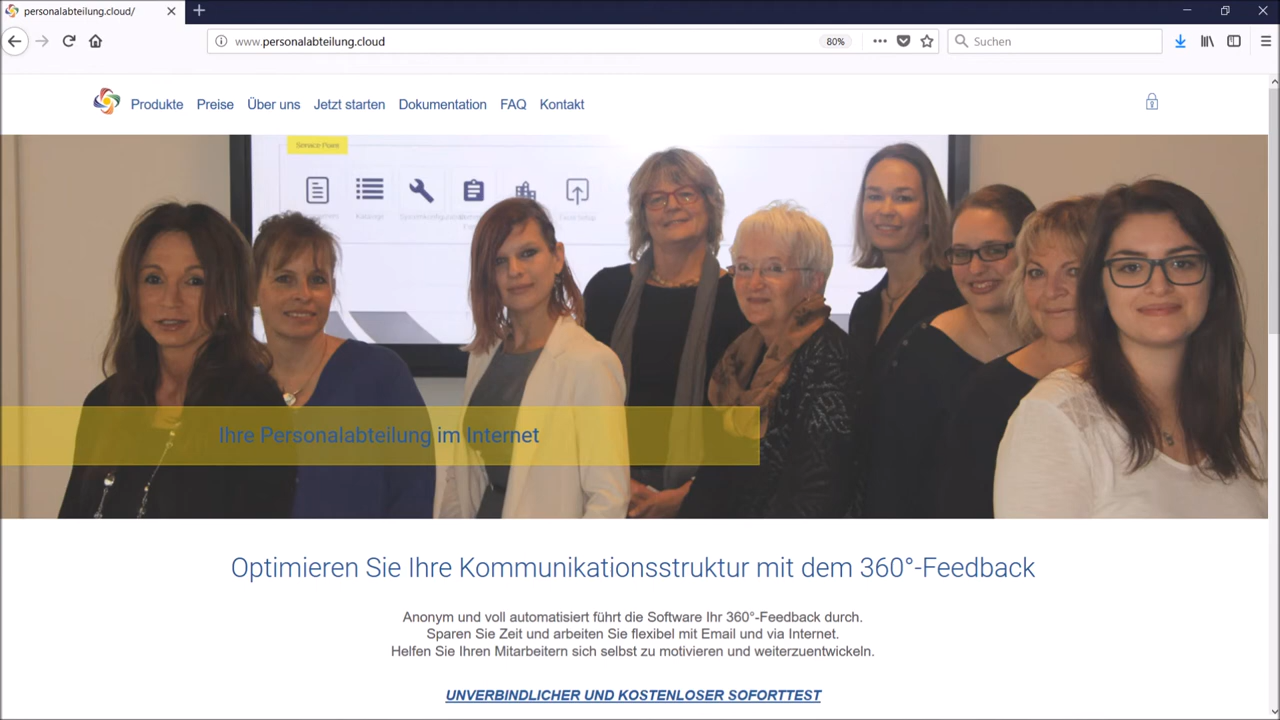 personalabteilung.cloud/
www.personalabteilung.cloud
80%
Suchen
Produkte Preise Über uns Jetzt starten Dokumentation FAQ Kontakt
Service Point
Kataloge
Ihre Personalabteilung im Internet
Optimieren Sie Ihre Kommunikationsstruktur mit dem 360°-Feedback
Anonym und voll automatisiert führt die Software Ihr 360°-Feedback durch.
Sparen Sie Zeit und arbeiten Sie flexibel mit Email und via Internet.
Helfen Sie Ihren Mitarbeitern sich selbst zu motivieren und weiterzuentwickeln.
UNVERBINDLICHER UND KOSTENLOSER SOFORTTEST